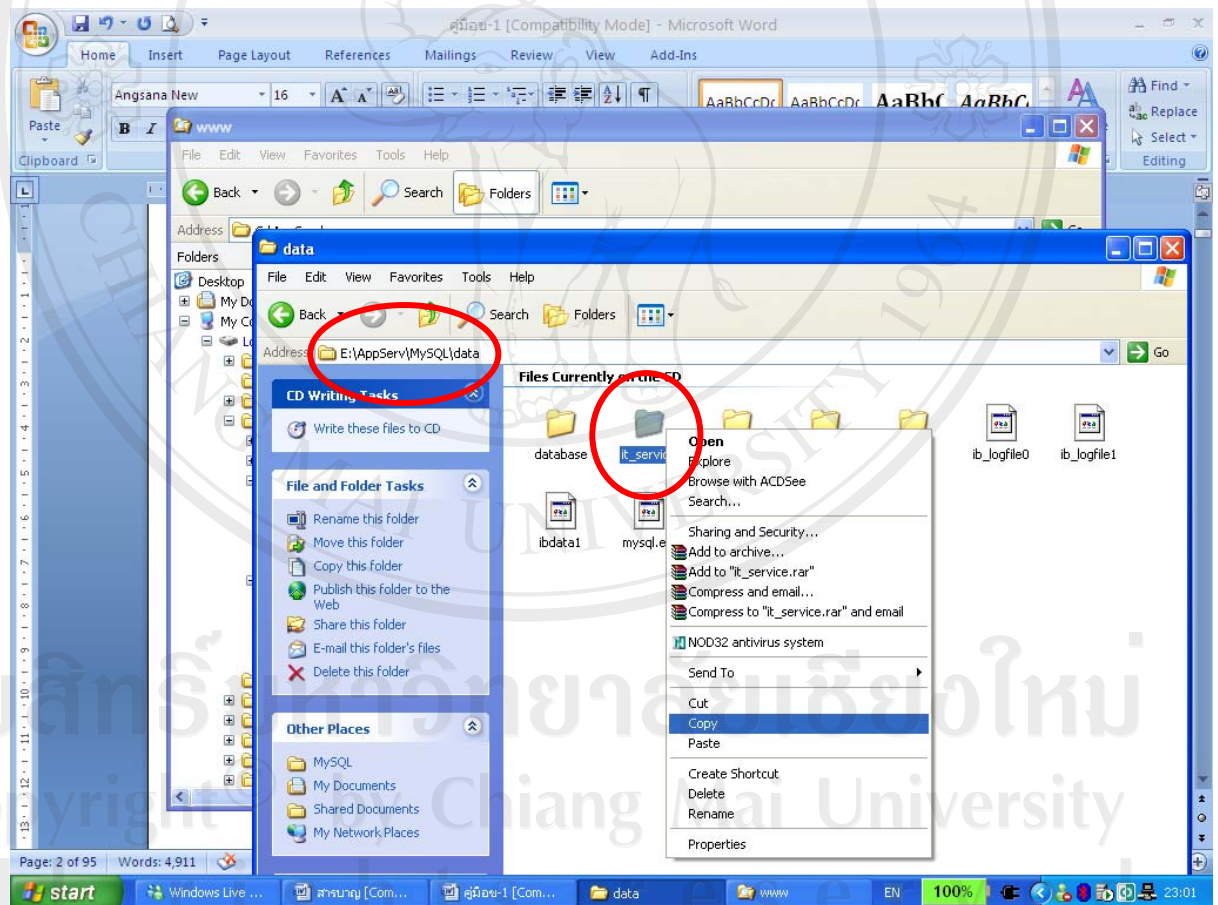 คู่มือย-1 [Compatibility Mode] - Microsoft Word
Home Insert Page Layout References Mailings Review View Add-Ins
Paste
Clipboard
Angsana New 16
B I
AaBbCcDc AaBbCcDc AaBbC AaBbC
Find
Replace
Select
Editing
www
File Edit View Favorites Tools Help
Back Search Folders
Address
Folders
Desktop
data
File Edit View Favorites Tools Help
Back Search Folders
Address E:\AppServ\MySQL\data Go
CD Writing Tasks
Write these files to CD
File and Folder Tasks
Rename this folder
Move this folder
Copy this folder
Publish this folder to the
Web
Share this folder
E-mail this folder's files
Delete this folder
Other Places
MySQL
My Documents
Shared Documents
My Network Places
Files Currently on the CD
database it_servic ib_logfile0 ib_logfile1
ibdata1 mysql.e
Open
Explore
Browse with ACDSee
Search...
Sharing and Security...
Add to archive...
Add to "it_service.rar"
Compress and email...
Compress to "it_service.rar" and email
NOD32 antivirus system
Send To
Cut
Copy
Paste
Create Shortcut
Delete
Rename
Properties
CHIANG MAI UNIVERSITY 1964
by Chiang Mai University
Page: 2 of 95 Words: 4,911
start Windows Live ... สารบาญ [Com... คู่มือย-1 [Com... data www EN 100% 23:01